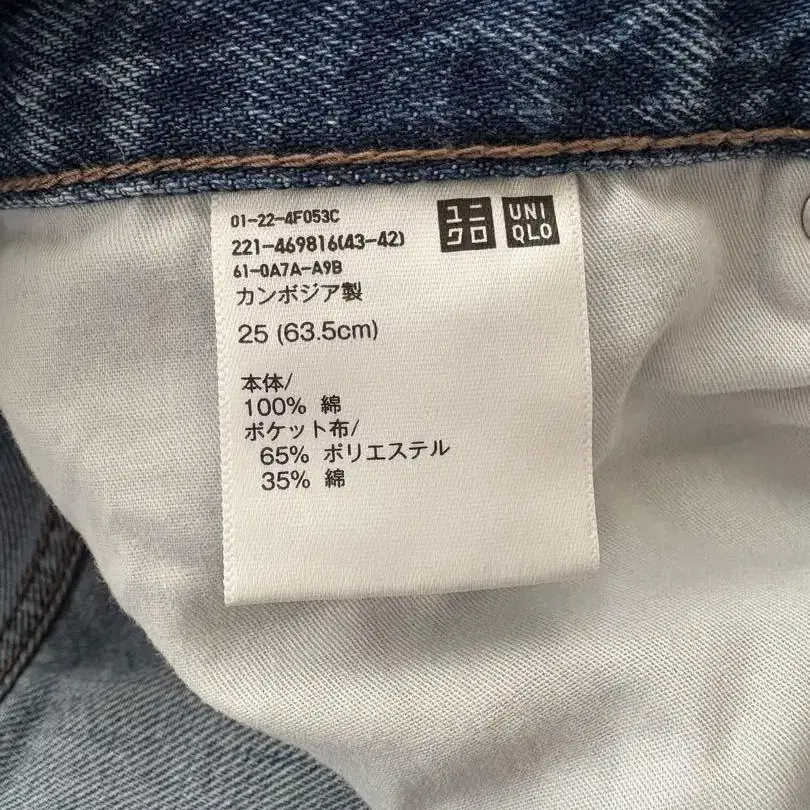 01-22-4F053C
221-469816(43-42)
61-0A7A-A9B
カンボジア製
ユニ
クロ
UNI
QLO
25 (63.5cm)
本体/
100% 綿
ポケット布/
65% ポリエステル
35% 綿